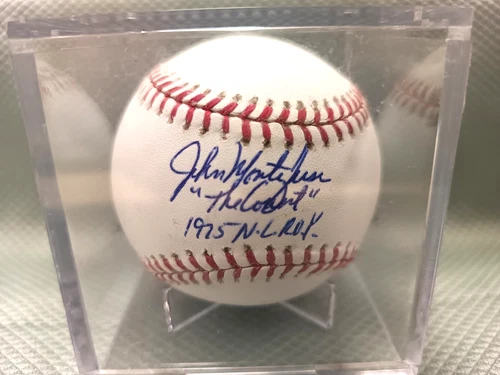 John Montefusco
"The Count"
1975 N.L. R.O.Y.